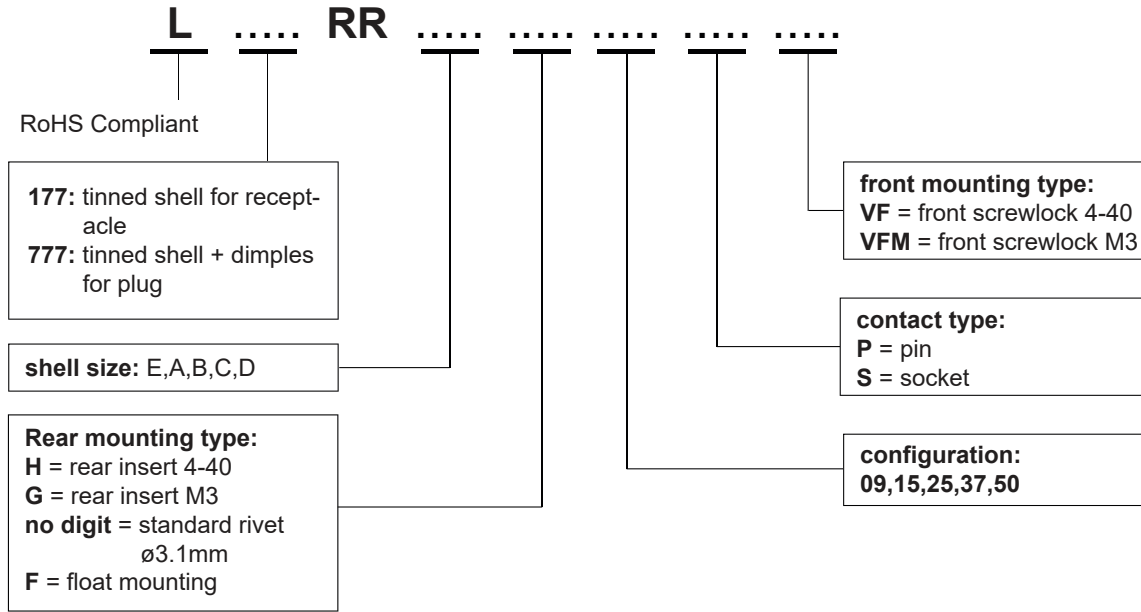 L ..... RR ..... ..... ..... ..... .....
RoHS Compliant
177: tinned shell for recept-
acle
777: tinned shell + dimples
for plug
shell size: E,A,B,C,D
Rear mounting type:
H = rear insert 4-40
G = rear insert M3
no digit = standard rivet
ø3.1mm
F = float mounting
front mounting type:
VF = front screwlock 4-40
VFM = front screwlock M3
contact type:
P = pin
S = socket
configuration:
09,15,25,37,50